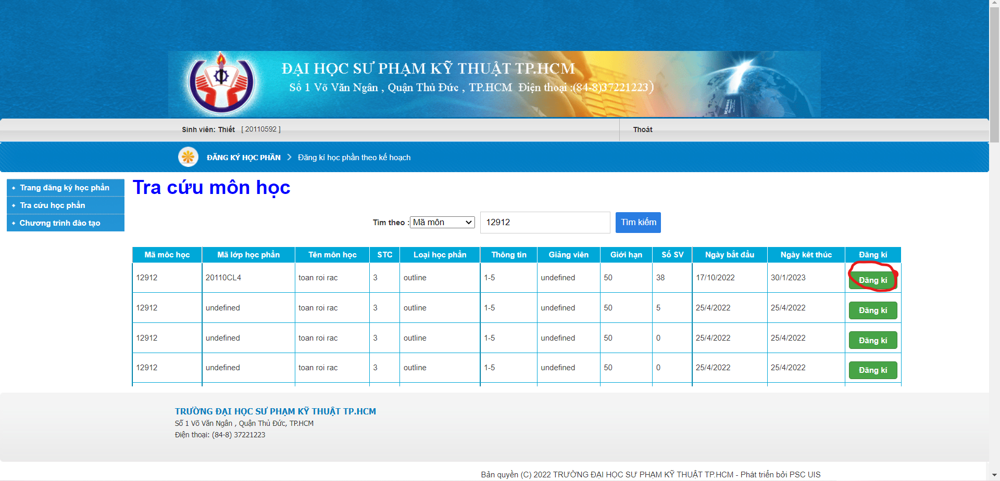 ĐẠI HỌC SƯ PHẠM KỸ THUẬT TP.HCM
Số 1 Võ Văn Ngân , Quận Thủ Đức , TP.HCM Điện thoại :(84-8)37221223)
Sinh viên: Thiết [ 20110592 ] Thoát
ĐĂNG KÝ HỌC PHẦN Đăng kí học phần theo kế hoạch
Trang đăng ký học phần
Tra cứu học phần
Chương trình đào tạo
Tra cứu môn học
Tìm theo : Mã môn 12912 Tìm kiếm
Mã môc học Mã lớp học phần Tên môn học STC Loại học phần Thông tin Giảng viên Giới hạn Số SV Ngày bắt đầu Ngày kết thúc Đăng kí
12912 20110CL4 toan roi rac 3 outline 1-5 undefined 50 38 17/10/2022 30/1/2023 Đăng kí
12912 undefined toan roi rac 3 outline 1-5 undefined 50 5 25/4/2022 25/4/2022 Đăng kí
12912 undefined toan roi rac 3 outline 1-5 undefined 50 0 25/4/2022 25/4/2022 Đăng kí
12912 undefined toan roi rac 3 outline 1-5 undefined 50 0 25/4/2022 25/4/2022 Đăng kí
TRƯỜNG ĐẠI HỌC SƯ PHẠM KỸ THUẬT TP.HCM
Số 1 Võ Văn Ngân , Quận Thủ Đức, TP.HCM
Điện thoại: (84-8) 37221223
Bản quyền (C) 2022 TRƯỜNG ĐẠI HỌC SƯ PHẠM KỸ THUẬT TP.HCM - Phát triển bởi PSC UIS